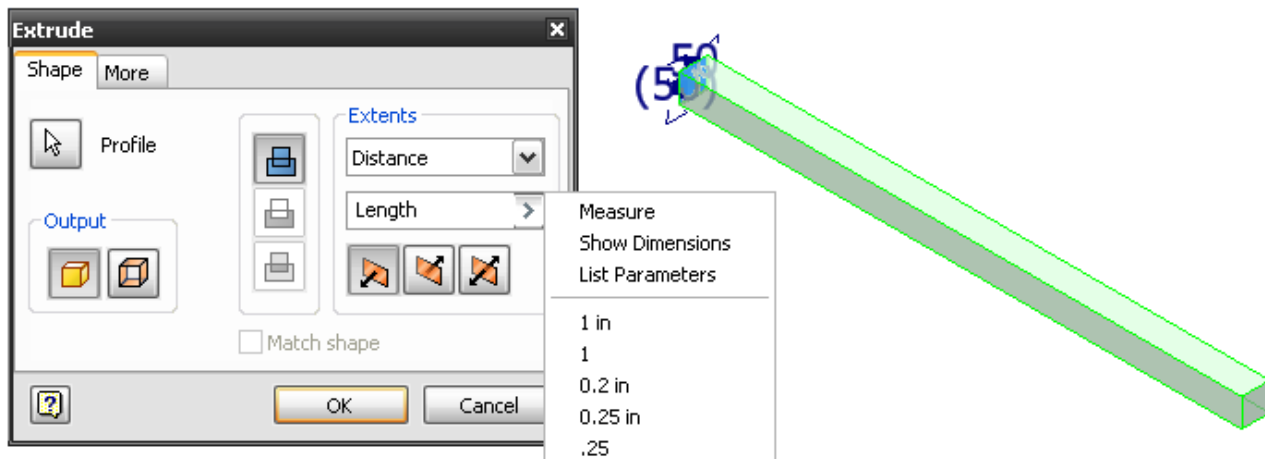 Extrude
Shape
More
Profile
Output
Extents
Distance
Length
Match shape
?
OK
Cancel
Measure
Show Dimensions
List Parameters
1 in
1
0.2 in
0.25 in
.25
50